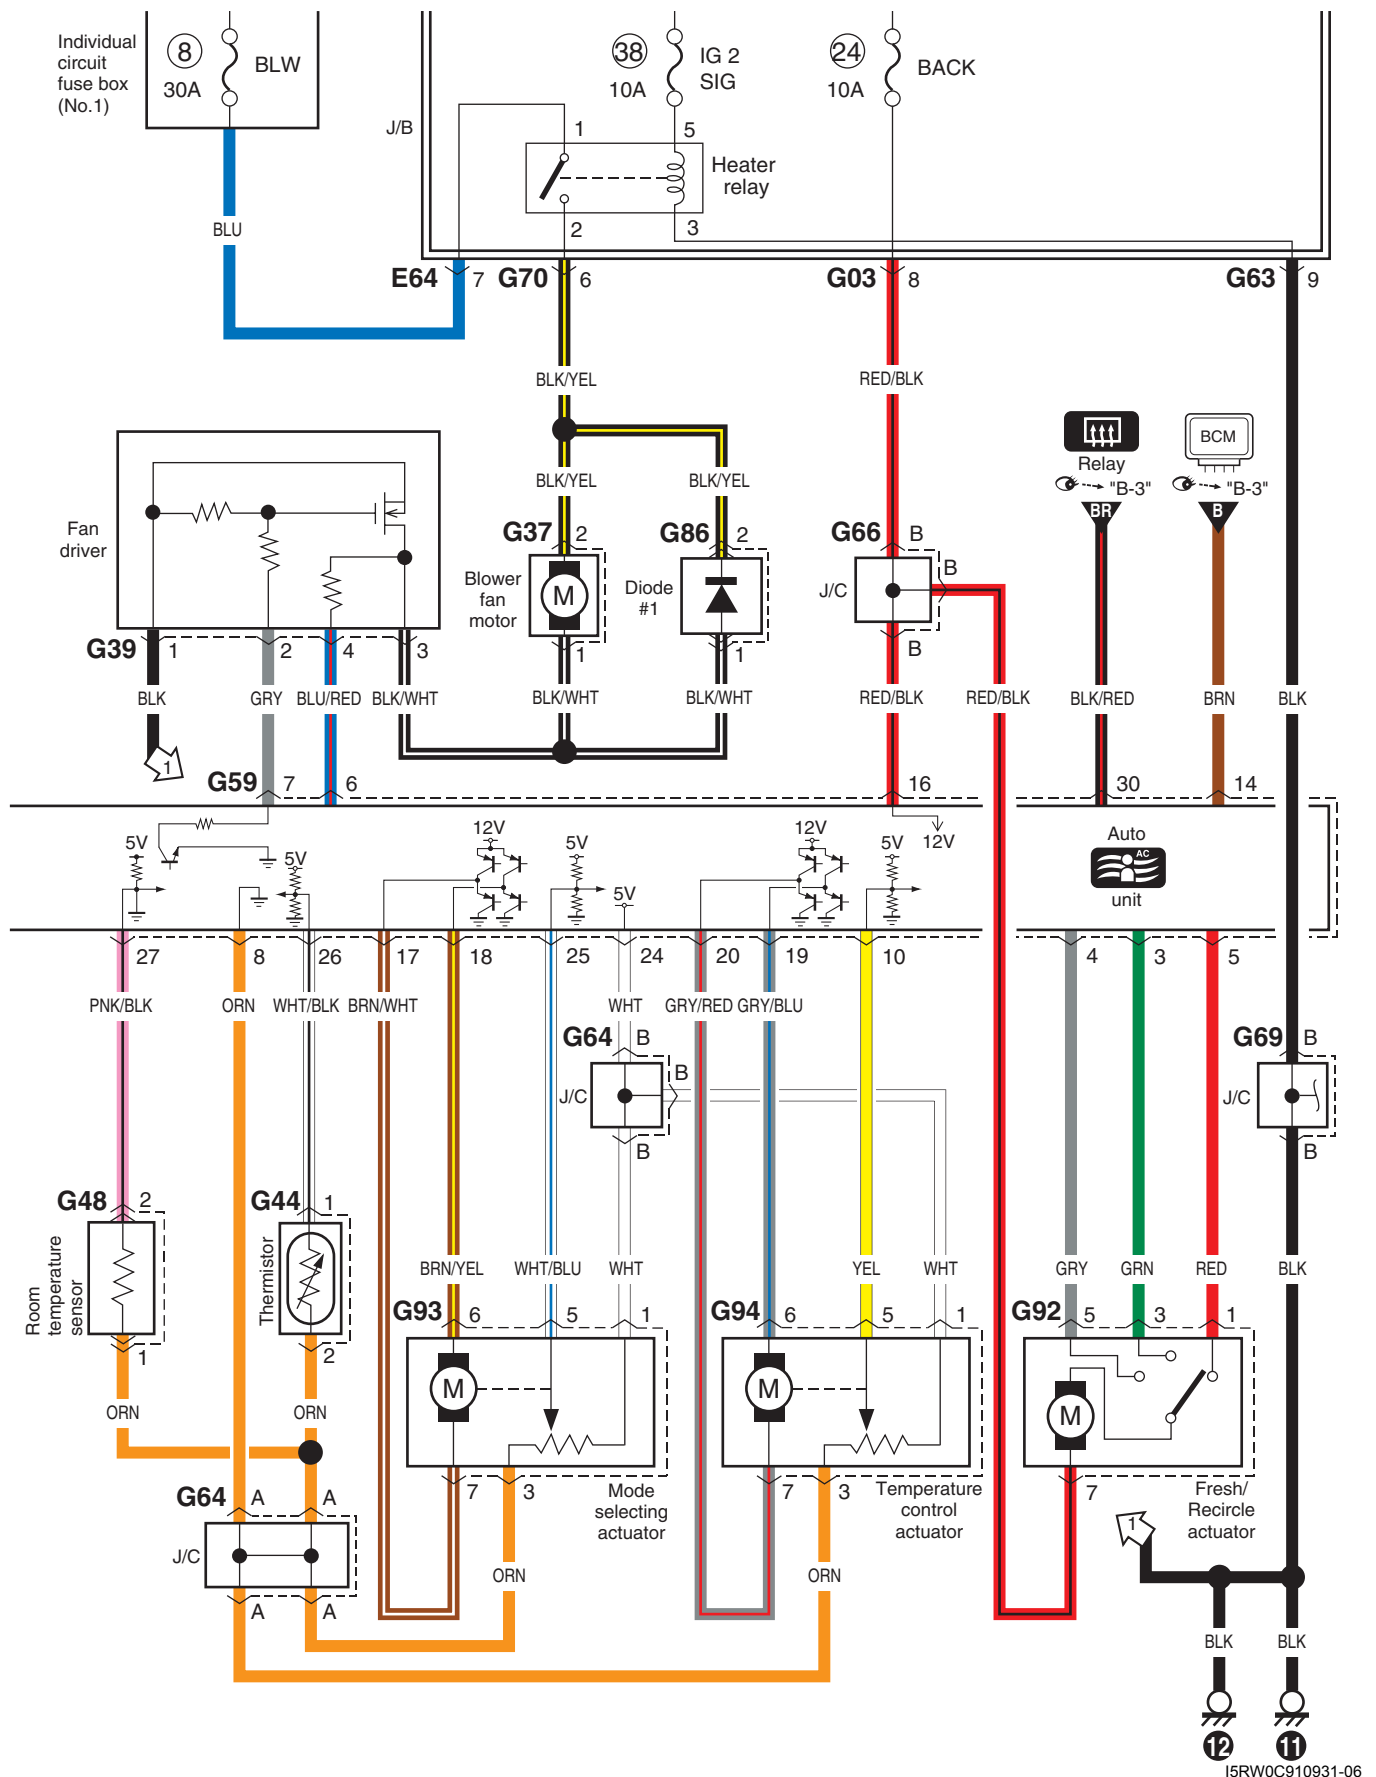 Individual
circuit
fuse box
(No.1)
8
30A
BLW
38
10A
IG 2
SIG
24
10A
BACK
J/B
1
5
Heater
relay
2
3
BLU
E64
7
G70
6
G03
8
G63
9
BLK/YEL
RED/BLK
Relay
"B-3"
BR
BCM
"B-3"
B
Fan
driver
BLK/YEL
BLK/YEL
G37
2
G86
2
G66
B
Blower
fan
motor
M
Diode
#1
J/C
B
G39
1
2
4
3
1
1
B
BLK
GRY
BLU/RED
BLK/WHT
BLK/WHT
BLK/WHT
RED/BLK
RED/BLK
BLK/RED
BRN
BLK
1
G59
7
6
16
30
14
5V
5V
12V
5V
5V
12V
5V
12V
Auto
AC
unit
27
8
26
17
18
25
24
20
19
10
4
3
5
PNK/BLK
ORN
WHT/BLK
BRN/WHT
WHT
GRY/RED
GRY/BLU
G64
B
J/C
B
B
G69
B
J/C
B
G48
2
G44
1
Room
temperature
sensor
Thermistor
BRN/YEL
WHT/BLU
WHT
YEL
WHT
GRY
GRN
RED
BLK
G93
6
5
1
G94
6
5
1
G92
5
3
1
1
2
M
M
M
ORN
ORN
7
3
Mode
selecting
actuator
7
3
Temperature
control
actuator
7
Fresh/
Recircle
actuator
G64
A
A
J/C
A
A
ORN
ORN
1
BLK
BLK
12
11
I5RW0C910931-06